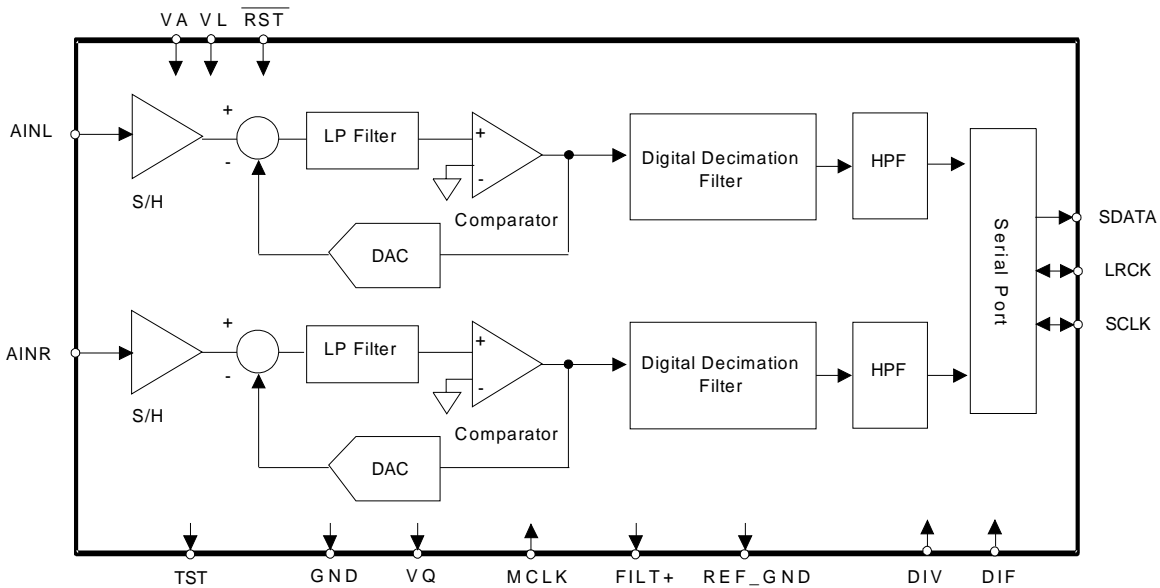 VA VL RST
AINL
S/H
+
-
LP Filter
+
-
Comparator
DAC
Digital Decimation
Filter
HPF
Serial Port
SDATA
LRCK
SCLK
AINR
S/H
+
-
LP Filter
+
-
Comparator
DAC
Digital Decimation
Filter
HPF
TST GND VQ MCLK FILT+ REF_GND DIV DIF